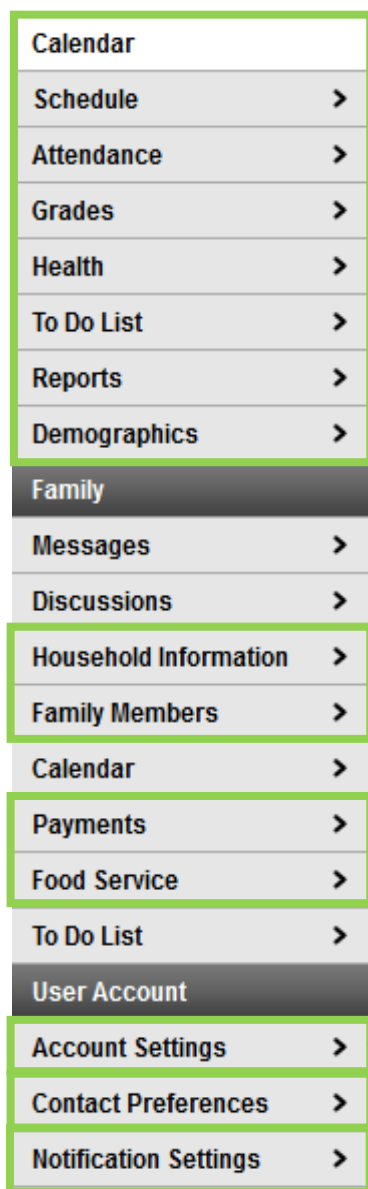 Calendar
Schedule
Attendance
Grades
Health
To Do List
Reports
Demographics
Family
Messages
Discussions
Household Information
Family Members
Calendar
Payments
Food Service
To Do List
User Account
Account Settings
Contact Preferences
Notification Settings